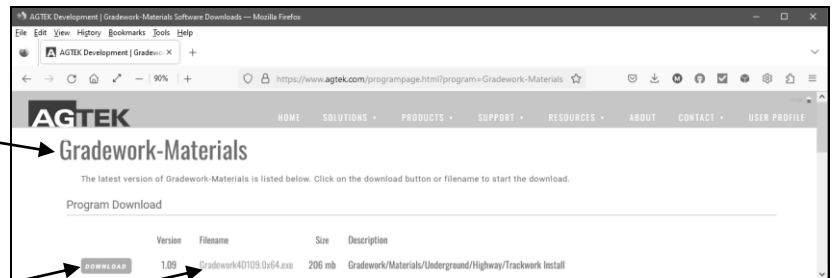 AGTEK Development | Gradework-Materials Software Downloads — Mozilla Firefox
File Edit View History Bookmarks Tools Help
AGTEK Development | Gradewo
90%
https://www.agtek.com/programpage.html?program=Gradework-Materials
AGTEK
HOME SOLUTIONS PRODUCTS SUPPORT RESOURCES ABOUT CONTACT USER PROFILE
Gradework-Materials
The latest version of Gradework-Materials is listed below. Click on the download button or filename to start the download.
Program Download
Version Filename Size Description
DOWNLOAD 1.09 Gradework4D109.0x64.exe 206 mb Gradework/Materials/Underground/Highway/Trackwork Install